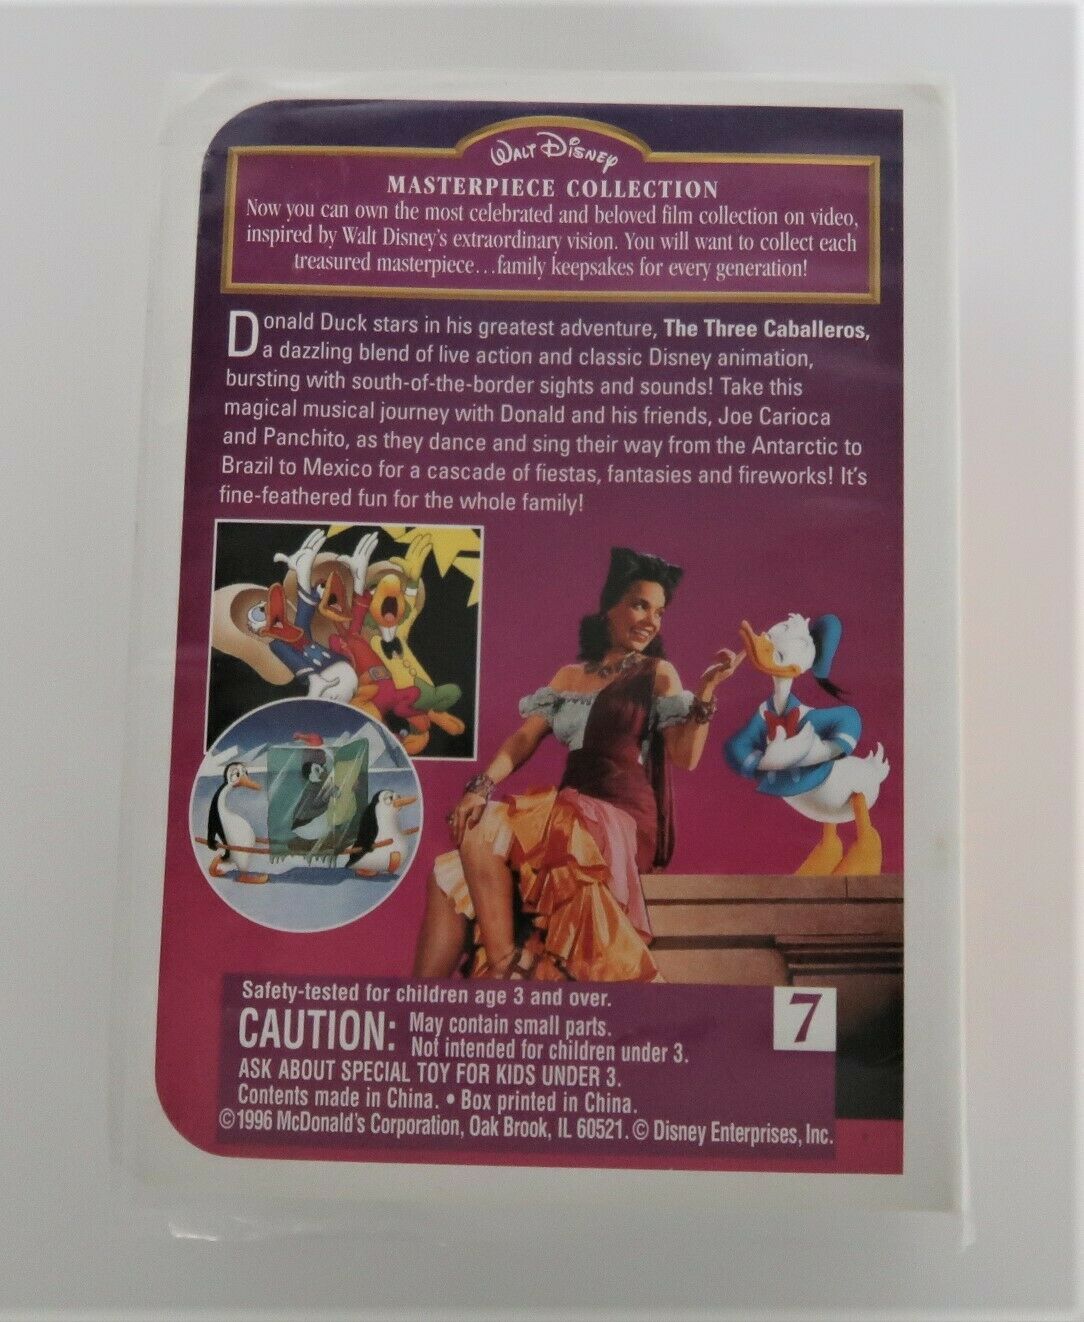 WALT DISNEY
MASTERPIECE COLLECTION
Now you can own the most celebrated and beloved film collection on video,
inspired by Walt Disney's extraordinary vision. You will want to collect each
treasured masterpiece...family keepsakes for every generation!
Donald Duck stars in his greatest adventure, The Three Caballeros,
a dazzling blend of live action and classic Disney animation,
bursting with south-of-the-border sights and sounds! Take this
magical musical journey with Donald and his friends, Joe Carioca
and Panchito, as they dance and sing their way from the Antarctic to
Brazil to Mexico for a cascade of fiestas, fantasies and fireworks! It's
fine-feathered fun for the whole family!
Safety-tested for children age 3 and over.
CAUTION: May contain small parts.
Not intended for children under 3.
ASK ABOUT SPECIAL TOY FOR KIDS UNDER 3.
Contents made in China. • Box printed in China.
©1996 McDonald's Corporation, Oak Brook, IL 60521. © Disney Enterprises, Inc.
7